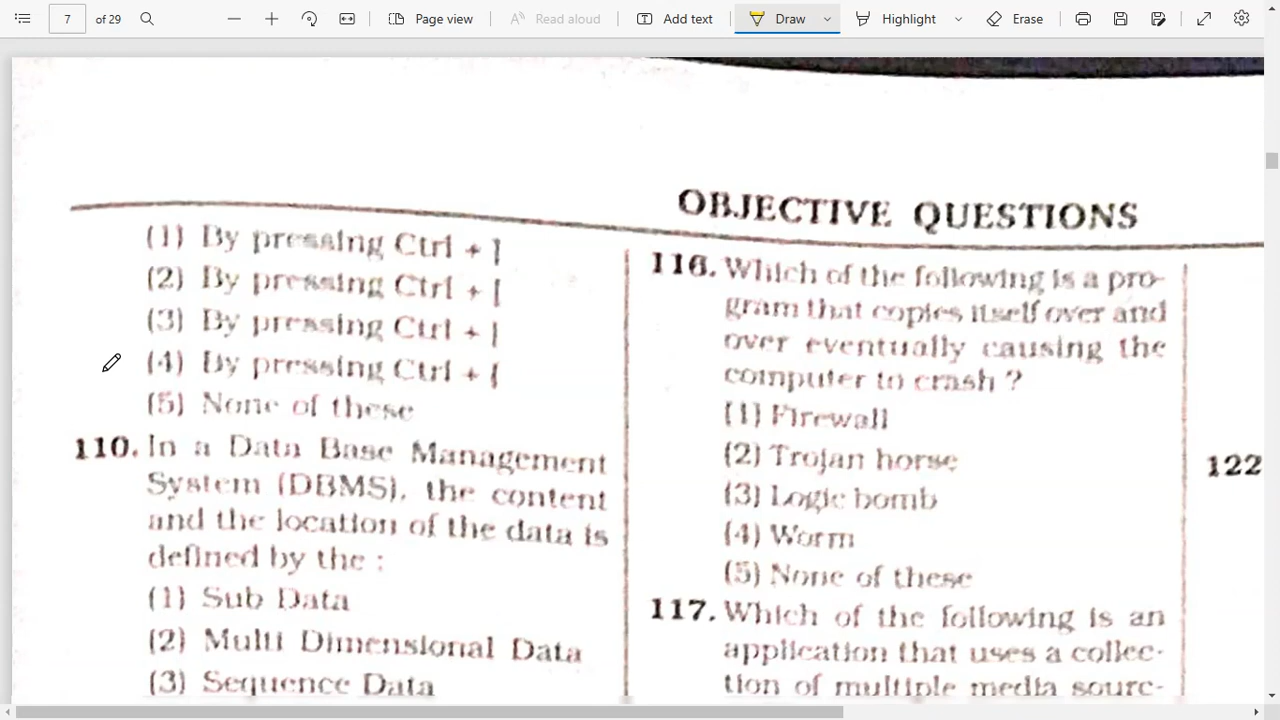 7 of 29
Page view
Read aloud
Add text
Draw
Highlight
Erase
OBJECTIVE QUESTIONS
(1) By pressing Ctrl + ]
(2) By pressing Ctrl + [
(3) By pressing Ctrl +
(4) By pressing Ctrl + {
(5) None of these
110. In a Data Base Management
System (DBMS), the content
and the location of the data is
defined by the :
(1) Sub Data
(2) Multi Dimensional Data
(3) Sequence Data
116. Which of the following is a pro-
gram that copies itself over and
over eventually causing the
computer to crash ?
(1) Firewall
(2) Trojan horse
(3) Logic bomb
(4) Worm
(5) None of these
117. Which of the following is an
application that uses a collec-
tion of multiple media sourc-
122